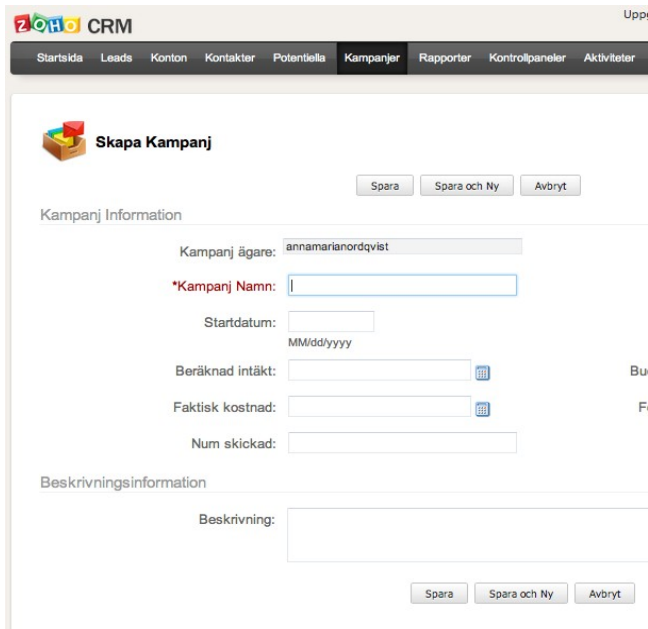 Uppg
ZOHO CRM
Startsida Leads Konton Kontakter Potentiella Kampanjer Rapporter Kontrollpaneler Aktiviteter
Skapa Kampanj
Spara Spara och Ny Avbryt
Kampanj Information
Kampanj ägare: annamarianordqvist
*Kampanj Namn:
Startdatum:
MM/dd/yyyy
Beräknad intäkt: Bu
Faktisk kostnad: F
Num skickad:
Beskrivningsinformation
Beskrivning:
Spara Spara och Ny Avbryt